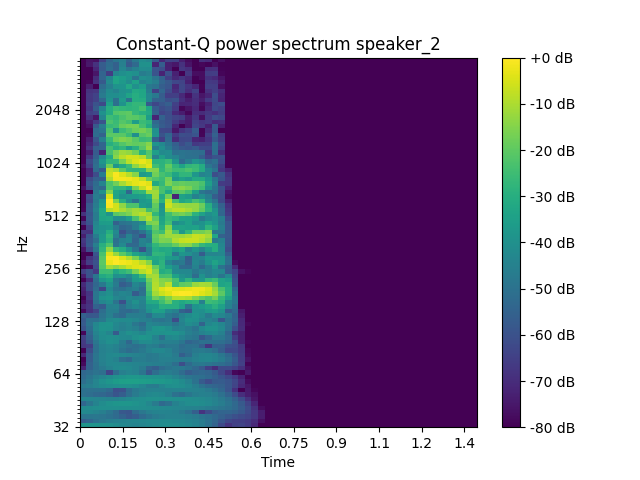 Constant-Q power spectrum speaker_2
Hz
2048
1024
512
256
128
64
32
0 0.15 0.3 0.45 0.6 0.75 0.9 1.1 1.2 1.4
Time
+0 dB
-10 dB
-20 dB
-30 dB
-40 dB
-50 dB
-60 dB
-70 dB
-80 dB